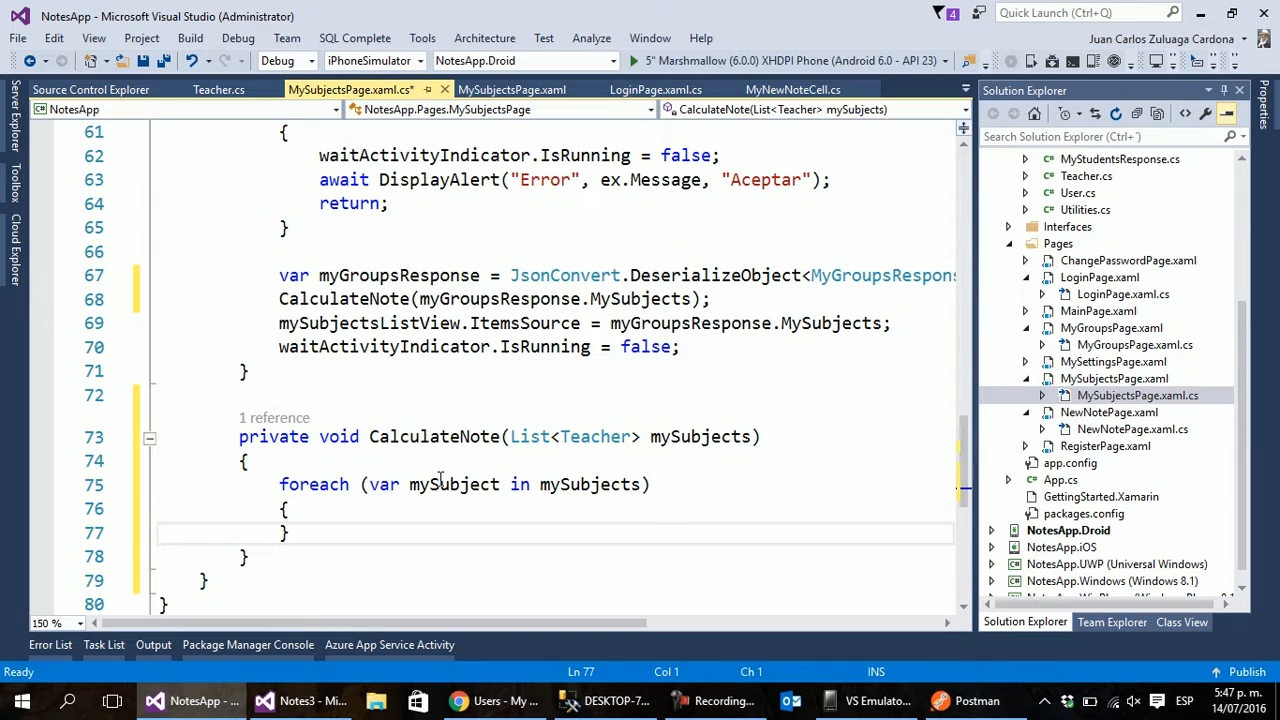 NotesApp - Microsoft Visual Studio (Administrator)
4
Quick Launch (Ctrl+Q)
File Edit View Project Build Debug Team SQL Complete Tools Architecture Test Analyze Window Help
Juan Carlos Zuluaga Cardona
Debug iPhoneSimulator NotesApp.Droid 5" Marshmallow (6.0.0) XHDPI Phone (Android 6.0 - API 23)
Server Explorer
Toolbox
Cloud Explorer
Source Control Explorer Teacher.cs MySubjectsPage.xaml.cs* MySubjectsPage.xaml LoginPage.xaml.cs MyNewNoteCell.cs
NotesApp NotesApp.Pages.MySubjectsPage CalculateNote(List<Teacher> mySubjects)
61 {
62 waitActivityIndicator.IsRunning = false;
63 await DisplayAlert("Error", ex.Message, "Aceptar");
64 return;
65 }
66
67 var myGroupsResponse = JsonConvert.DeserializeObject<MyGroupsRespons
68 CalculateNote(myGroupsResponse.MySubjects);
69 mySubjectsListView.ItemsSource = myGroupsResponse.MySubjects;
70 waitActivityIndicator.IsRunning = false;
71 }
72
1 reference
73 private void CalculateNote(List<Teacher> mySubjects)
74 {
75 foreach (var mySubject in mySubjects)
76 {
77 }
78 }
79 }
80 }
150 %
Solution Explorer
Search Solution Explorer (Ctrl+´)
MyStudentsResponse.cs
Teacher.cs
User.cs
Utilities.cs
Interfaces
Pages
ChangePasswordPage.xaml
LoginPage.xaml
LoginPage.xaml.cs
MainPage.xaml
MyGroupsPage.xaml
MyGroupsPage.xaml.cs
MySettingsPage.xaml
MySubjectsPage.xaml
MySubjectsPage.xaml.cs
NewNotePage.xaml
NewNotePage.xaml.cs
RegisterPage.xaml
app.config
App.cs
GettingStarted.Xamarin
packages.config
NotesApp.Droid
NotesApp.iOS
NotesApp.UWP (Universal Windows)
NotesApp.Windows (Windows 8.1)
Solution Explorer Team Explorer Class View
Properties
Error List Task List Output Package Manager Console Azure App Service Activity
Ready Ln 77 Col 1 Ch 1 INS Publish
NotesApp - ... Notes3 - Mi... Users - My ... DESKTOP-7... Recording... VS Emulato... Postman ESP 5:47 p. m.
14/07/2016